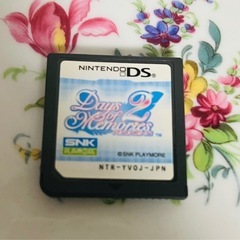 NINTENDO DS
Days of
Memories 2
SNK
PLAYMORE
© SNK PLAYMORE
NTR-YV0J-JPN